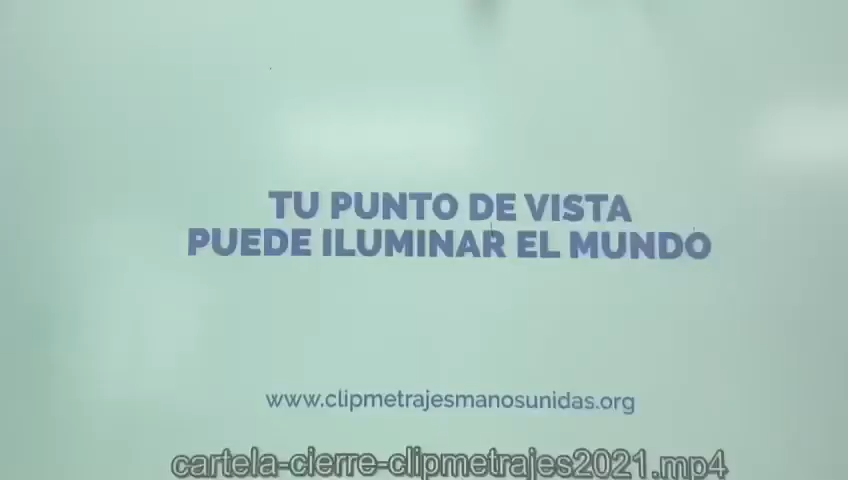 TU PUNTO DE VISTA
PUEDE ILUMINAR EL MUNDO
www.clipmetrajesmanosunidas.org
cartela-cierre-clipmetrajes2021.mp4